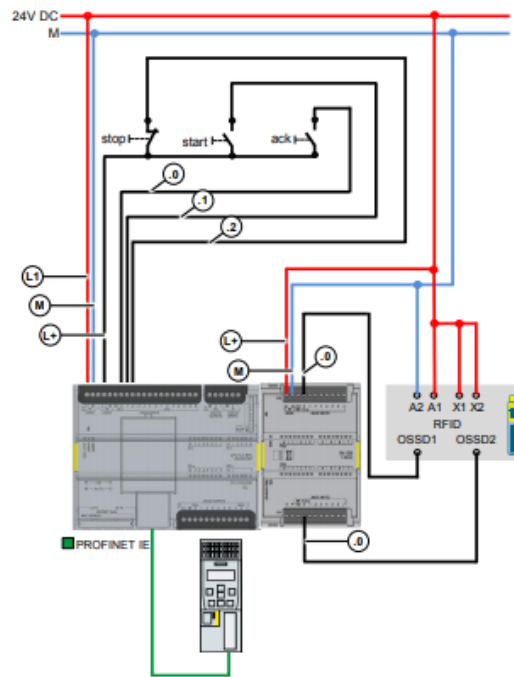 24V DC
M
stop
start
ack
.0
.1
.2
L1
M
L+
L+
M
.0
A2 A1 X1 X2
RFID
OSSD1 OSSD2
.0
PROFINET IE